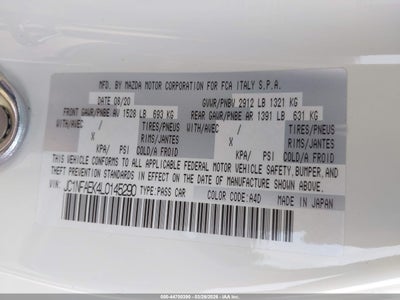 MFD. BY MAZDA MOTOR CORPORATION FOR FCA ITALY S.P.A.
DATE 08/20 GVWR/PNBV 2912 LB 1321 KG
FRONT GAWR/PNBE AV 1528 LB 693 KG REAR GAWR/PNBE AR 1391 LB 631 KG
WITH/AVEC / TIRES/PNEUS WITH/AVEC / TIRES/PNEUS
X RIMS/JANTES X RIMS/JANTES
KPA/ PSI COLD/A FROID KPA/ PSI COLD/A FROID
THIS VEHICLE CONFORMS TO ALL APPLICABLE FEDERAL MOTOR VEHICLE SAFETY, BUMPER, AND
THEFT PREVENTION STANDARDS IN EFFECT ON THE DATE OF MANUFACTURE SHOWN ABOVE.
JC1NFAEK4L0145290 TYPE:PASS CAR COLOR CODE: A4D MADE IN JAPAN